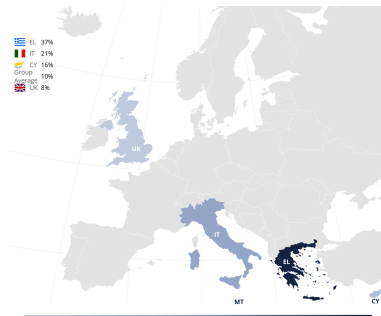 EL 37%
IT 21%
CY 16%
Group
Average 10%
UK 8%
UK
IT
EL
MT
CY